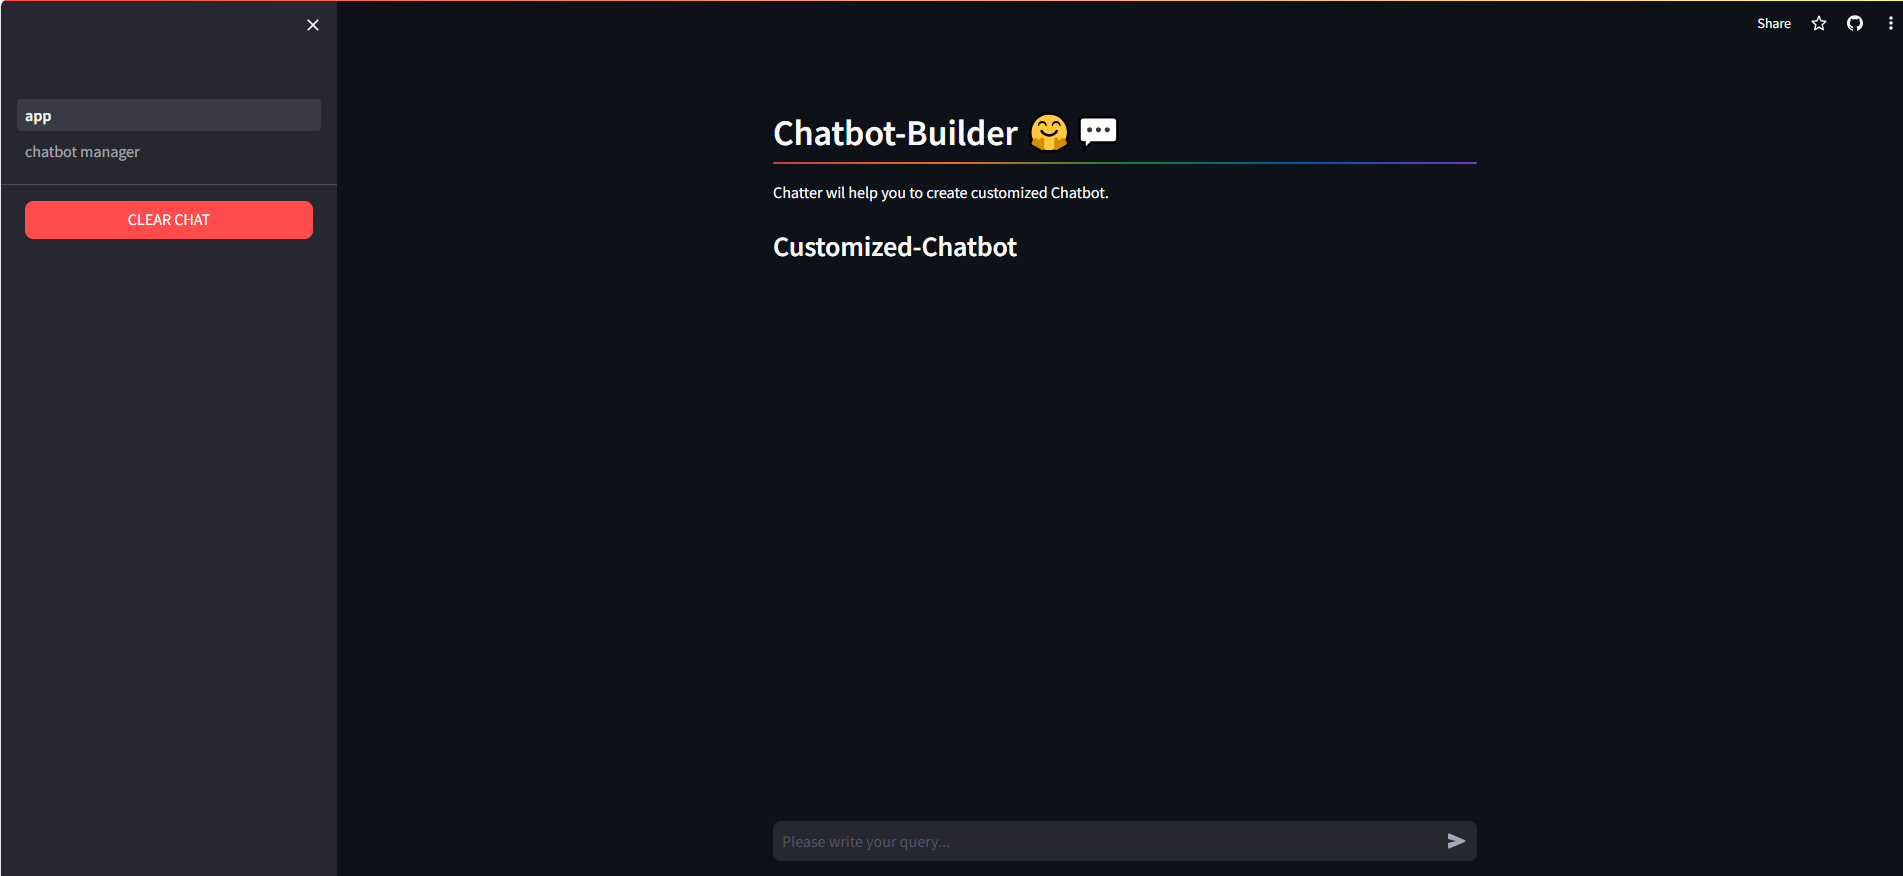 app
chatbot manager
CLEAR CHAT
Share
Chatbot-Builder 🤗 💬
Chatter wil help you to create customized Chatbot.
Customized-Chatbot
Please write your query...